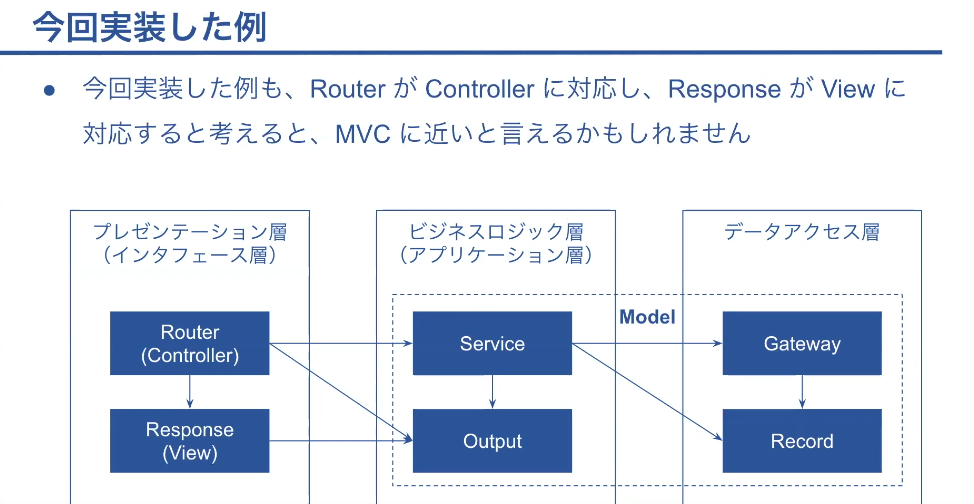 今回実装した例
● 今回実装した例も、Router が Controller に対応し、Response が View に
対応すると考えると、MVC に近いと言えるかもしれません
プレゼンテーション層
（インタフェース層）
ビジネスロジック層
（アプリケーション層）
データアクセス層
Model
Router
(Controller)
Service
Gateway
Response
(View)
Output
Record